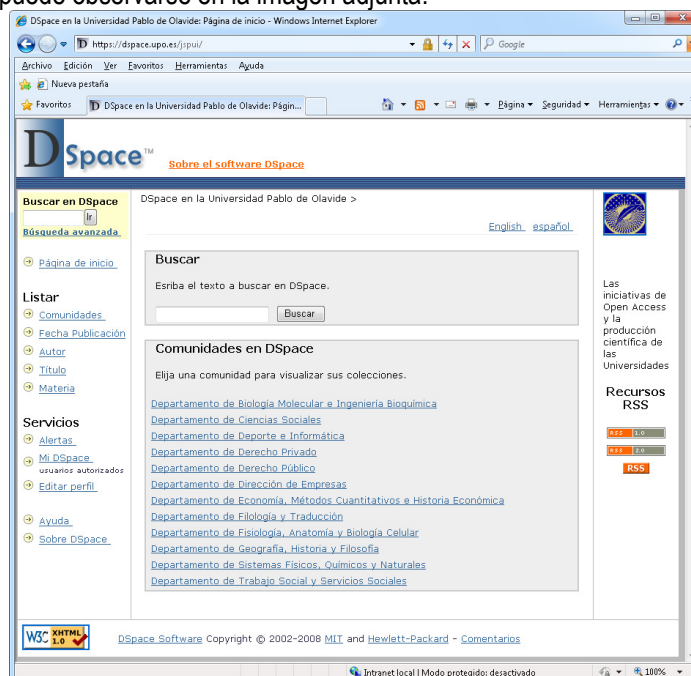 puede observarse en la imagen adjunta.
DSpace en la Universidad Pablo de Olavide: Página de inicio - Windows Internet Explorer
https://dspace.upo.es/jspui/
Google
Archivo Edición Ver Favoritos Herramientas Ayuda
Nueva pestaña
Favoritos
DSpace en la Universidad Pablo de Olavide: Págin...
Página
Seguridad
Herramientas
DSpace™
Sobre el software DSpace
Buscar en DSpace
Ir
Búsqueda avanzada
Página de inicio
Listar
Comunidades
Fecha Publicación
Autor
Título
Materia
Servicios
Alertas
Mi DSpace
usuarios autorizados
Editar perfil
Ayuda
Sobre DSpace
DSpace en la Universidad Pablo de Olavide >
English español
Buscar
Esriba el texto a buscar en DSpace.
Buscar
Comunidades en DSpace
Elija una comunidad para visualizar sus colecciones.
Departamento de Biología Molecular e Ingeniería Bioquímica
Departamento de Ciencias Sociales
Departamento de Deporte e Informática
Departamento de Derecho Privado
Departamento de Derecho Público
Departamento de Dirección de Empresas
Departamento de Economía, Métodos Cuantitativos e Historia Económica
Departamento de Filología y Traducción
Departamento de Fisiología, Anatomía y Biología Celular
Departamento de Geografía, Historia y Filosofía
Departamento de Sistemas Físicos, Químicos y Naturales
Departamento de Trabajo Social y Servicios Sociales
Las
iniciativas de
Open Access
y la
producción
científica de
las
Universidades
Recursos
RSS
RSS 1.0
RSS 2.0
RSS
W3C XHTML 1.0
DSpace Software Copyright © 2002-2008 MIT and Hewlett-Packard - Comentarios
Intranet local | Modo protegido: desactivado
100%